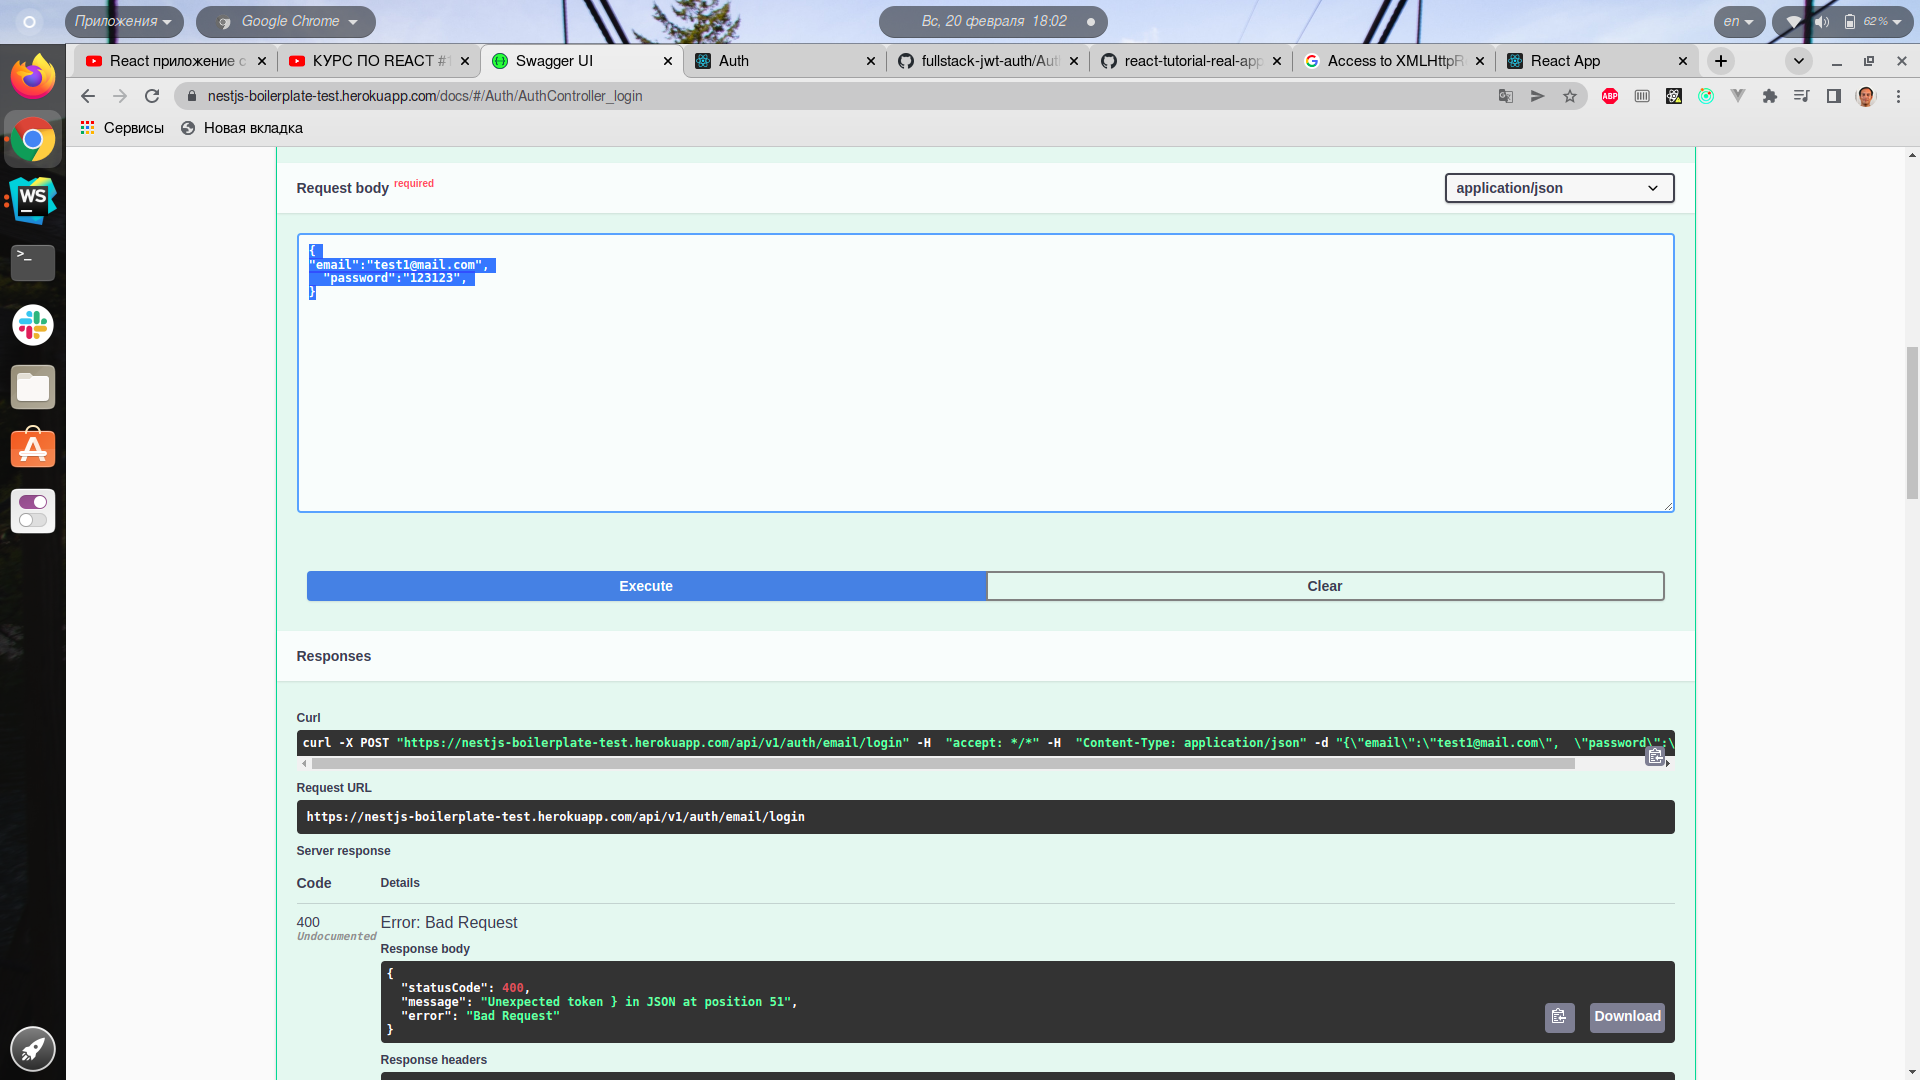 Приложения
Google Chrome
Вс, 20 февраля 18:02
en
62%
React приложение с
КУРС ПО REACT #1
Swagger UI
Auth
fullstack-jwt-auth/Aut
react-tutorial-real-app
Access to XMLHttpR
React App
nestjs-boilerplate-test.herokuapp.com/docs/#/Auth/AuthController_login
ABP
Сервисы
Новая вкладка
WS
>_
Request body required
application/json
{
"email":"test1@mail.com",
"password":"123123",
}
Execute
Clear
Responses
Curl
curl -X POST "https://nestjs-boilerplate-test.herokuapp.com/api/v1/auth/email/login" -H  "accept: */*" -H  "Content-Type: application/json" -d "{\"email\":\"test1@mail.com\",  \"password\":\
Request URL
https://nestjs-boilerplate-test.herokuapp.com/api/v1/auth/email/login
Server response
Code
Details
400
Undocumented
Error: Bad Request
Response body
{
"statusCode": 400,
"message": "Unexpected token } in JSON at position 51",
"error": "Bad Request"
}
Download
Response headers